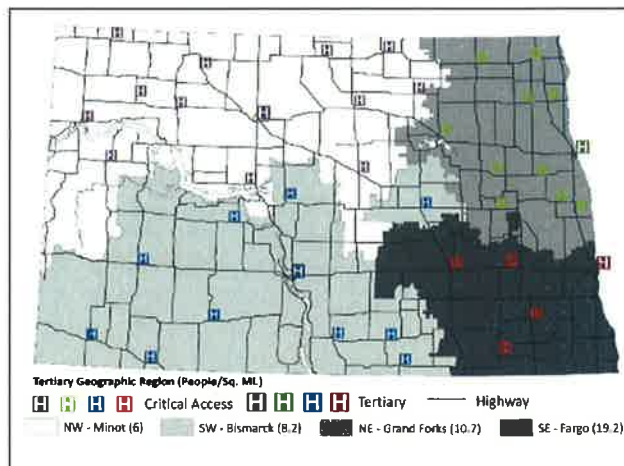 Tertiary Geographic Region (People/Sq. Mi.)
H H H H Critical Access H H H H Tertiary Highway
NW - Minot (6) SW - Bismarck (8.2) NE - Grand Forks (10.7) SE - Fargo (19.2)